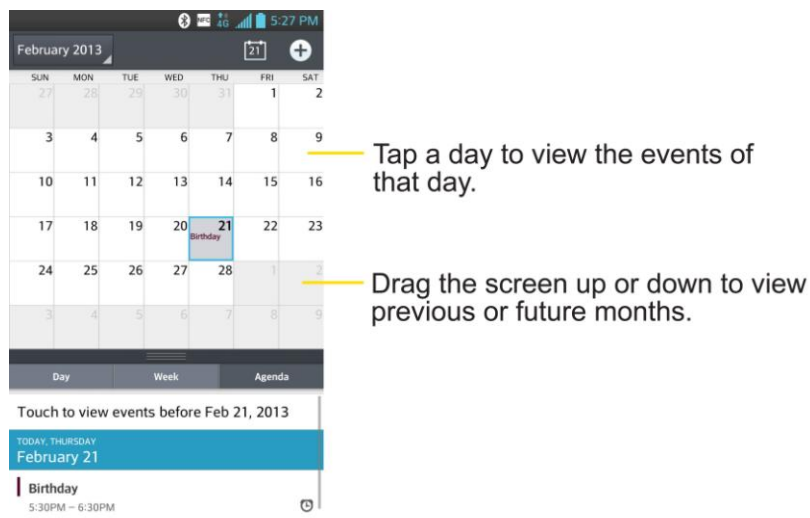 NFC 4G 5:27 PM
February 2013 21
SUN MON TUE WED THU FRI SAT
27 28 29 30 31 1 2
3 4 5 6 7 8 9
Tap a day to view the events of
that day.
10 11 12 13 14 15 16
17 18 19 20 21 22 23
Birthday
24 25 26 27 28 1 2
Drag the screen up or down to view
previous or future months.
3 4 5 6 7 8 9
Day Week Agenda
Touch to view events before Feb 21, 2013
TODAY, THURSDAY
February 21
Birthday
5:30PM – 6:30PM